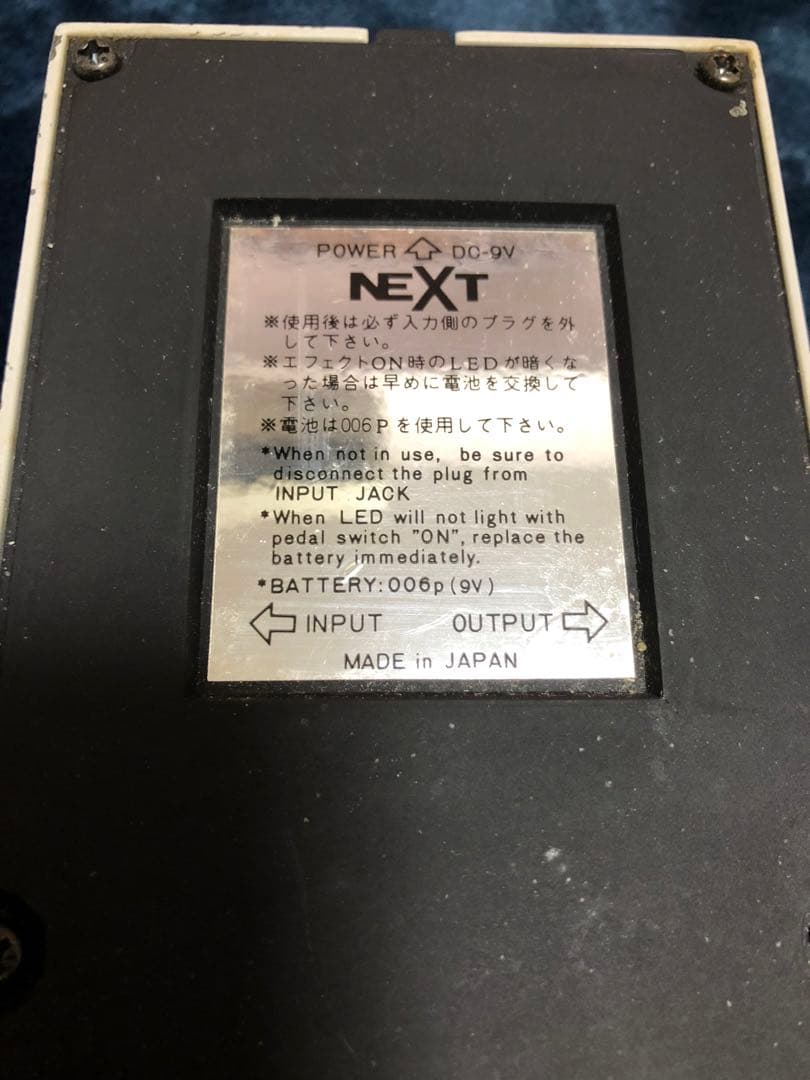 POWER ⇧ DC-9V
NEXT
※使用後は必ず入力側のプラグを外
して下さい。
※エフェクトON時のLEDが暗くな
った場合は早めに電池を交換して
下さい。
※電池は006Pを使用して下さい。
*When not in use, be sure to
disconnect the plug from
INPUT JACK
*When LED will not light with
pedal switch "ON", replace the
battery immediately.
*BATTERY:006p(9V)
⇦ INPUT OUTPUT ⇨
MADE in JAPAN